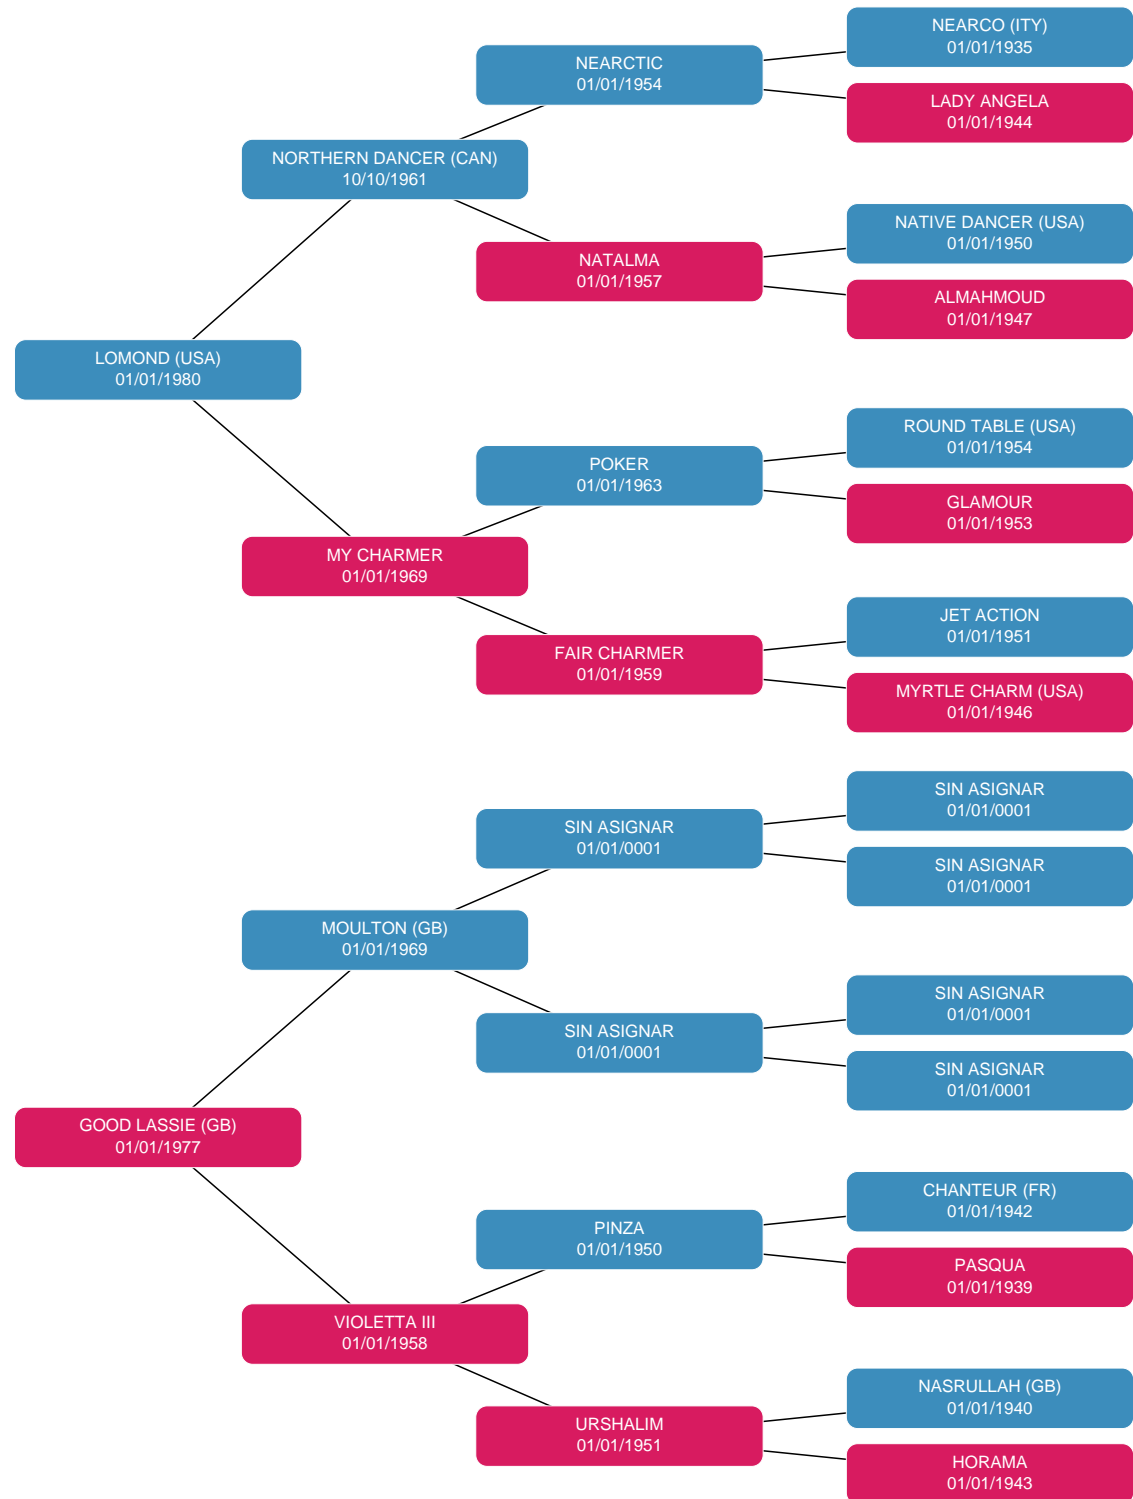 NEARCO (ITY)
01/01/1935
NEARCTIC
01/01/1954
LADY ANGELA
01/01/1944
NORTHERN DANCER (CAN)
10/10/1961
NATIVE DANCER (USA)
01/01/1950
NATALMA
01/01/1957
ALMAHMOUD
01/01/1947
LOMOND (USA)
01/01/1980
ROUND TABLE (USA)
01/01/1954
POKER
01/01/1963
GLAMOUR
01/01/1953
MY CHARMER
01/01/1969
JET ACTION
01/01/1951
FAIR CHARMER
01/01/1959
MYRTLE CHARM (USA)
01/01/1946
SIN ASIGNAR
01/01/0001
SIN ASIGNAR
01/01/0001
SIN ASIGNAR
01/01/0001
MOULTON (GB)
01/01/1969
SIN ASIGNAR
01/01/0001
SIN ASIGNAR
01/01/0001
SIN ASIGNAR
01/01/0001
GOOD LASSIE (GB)
01/01/1977
CHANTEUR (FR)
01/01/1942
PINZA
01/01/1950
PASQUA
01/01/1939
VIOLETTA III
01/01/1958
NASRULLAH (GB)
01/01/1940
URSHALIM
01/01/1951
HORAMA
01/01/1943